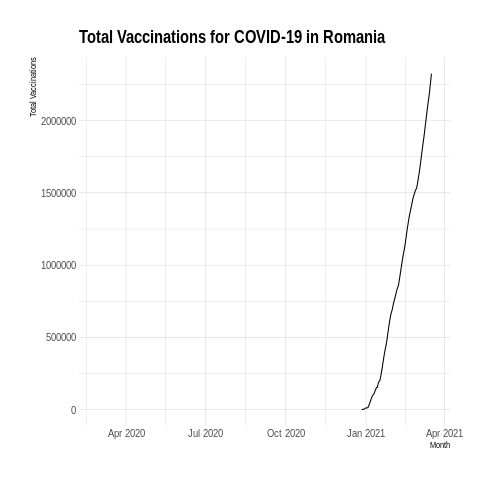 Total Vaccinations for COVID-19 in Romania
Total Vaccinations
2000000
1500000
1000000
500000
0
Apr 2020 Jul 2020 Oct 2020 Jan 2021 Apr 2021
Month